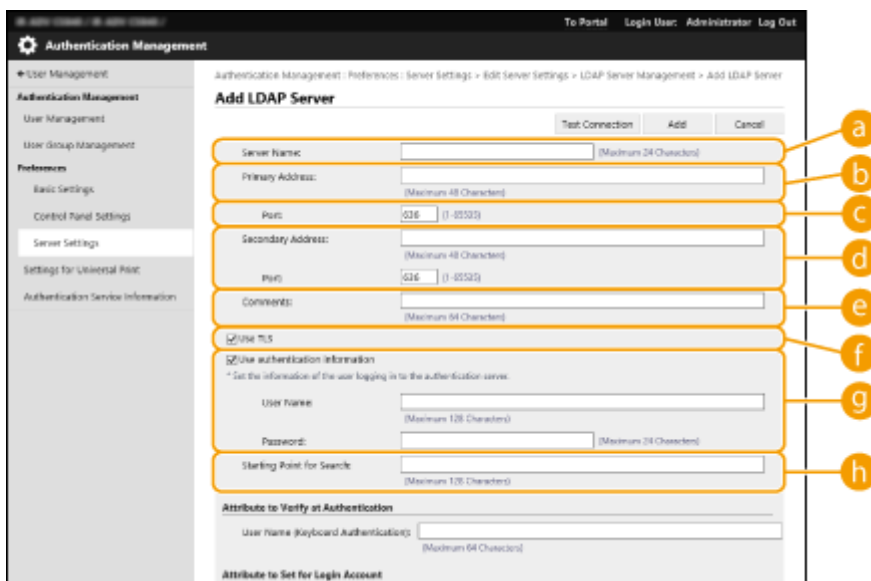 To Portal Login User: Administrator Log Out
Authentication Management
User Management
Authentication Management : Preferences : Server Settings > Edit Server Settings > LDAP Server Management > Add LDAP Server
Authentication Management
Add LDAP Server
User Management
Test Connection Add Cancel
a
User Group Management
Server Name: (Maximum 24 Characters)
Preferences
Primary Address:
b
Basic Settings
(Maximum 48 Characters)
Control Panel Settings
Port: 636 (1-65535)
c
Server Settings
Secondary Address:
(Maximum 48 Characters)
d
Settings for Universal Print
Port: 636 (1-65535)
Authentication Service Information
Comments:
e
(Maximum 64 Characters)
Use TLS
f
Use authentication information
* Set the information of the user logging in to the authentication server.
User Name:
g
(Maximum 128 Characters)
Password: (Maximum 24 Characters)
Starting Point for Search:
h
(Maximum 128 Characters)
Attribute to Verify at Authentication
User Name (Keyboard Authentication):
(Maximum 64 Characters)
Attribute to Set for Login Account